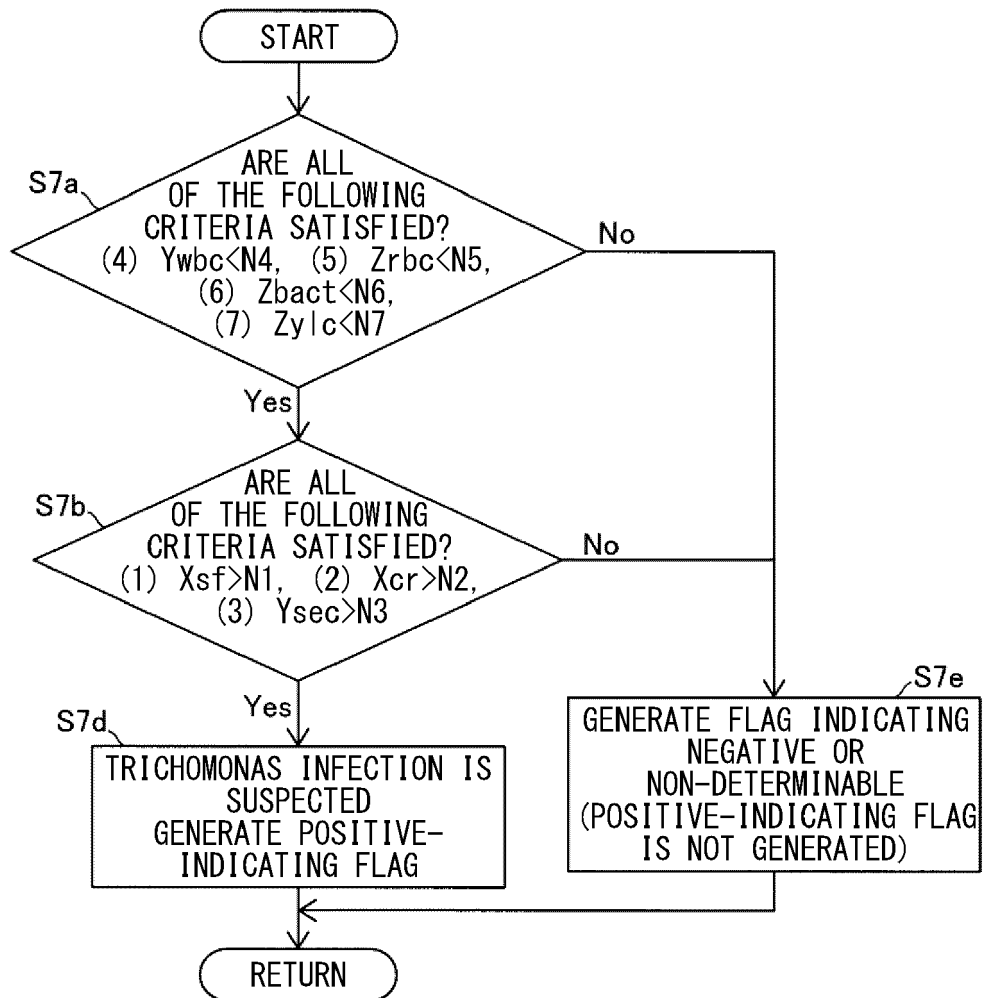 START
S7a
ARE ALL
OF THE FOLLOWING
CRITERIA SATISFIED?
(4) Ywbc<N4, (5) Zrbc<N5,
(6) Zbact<N6,
(7) Zylc<N7
No
Yes
S7b
ARE ALL
OF THE FOLLOWING
CRITERIA SATISFIED?
(1) Xsf>N1, (2) Xcr>N2,
(3) Ysec>N3
No
Yes
S7d
TRICHOMONAS INFECTION IS
SUSPECTED
GENERATE POSITIVE-
INDICATING FLAG
S7e
GENERATE FLAG INDICATING
NEGATIVE OR
NON-DETERMINABLE
(POSITIVE-INDICATING FLAG
IS NOT GENERATED)
RETURN